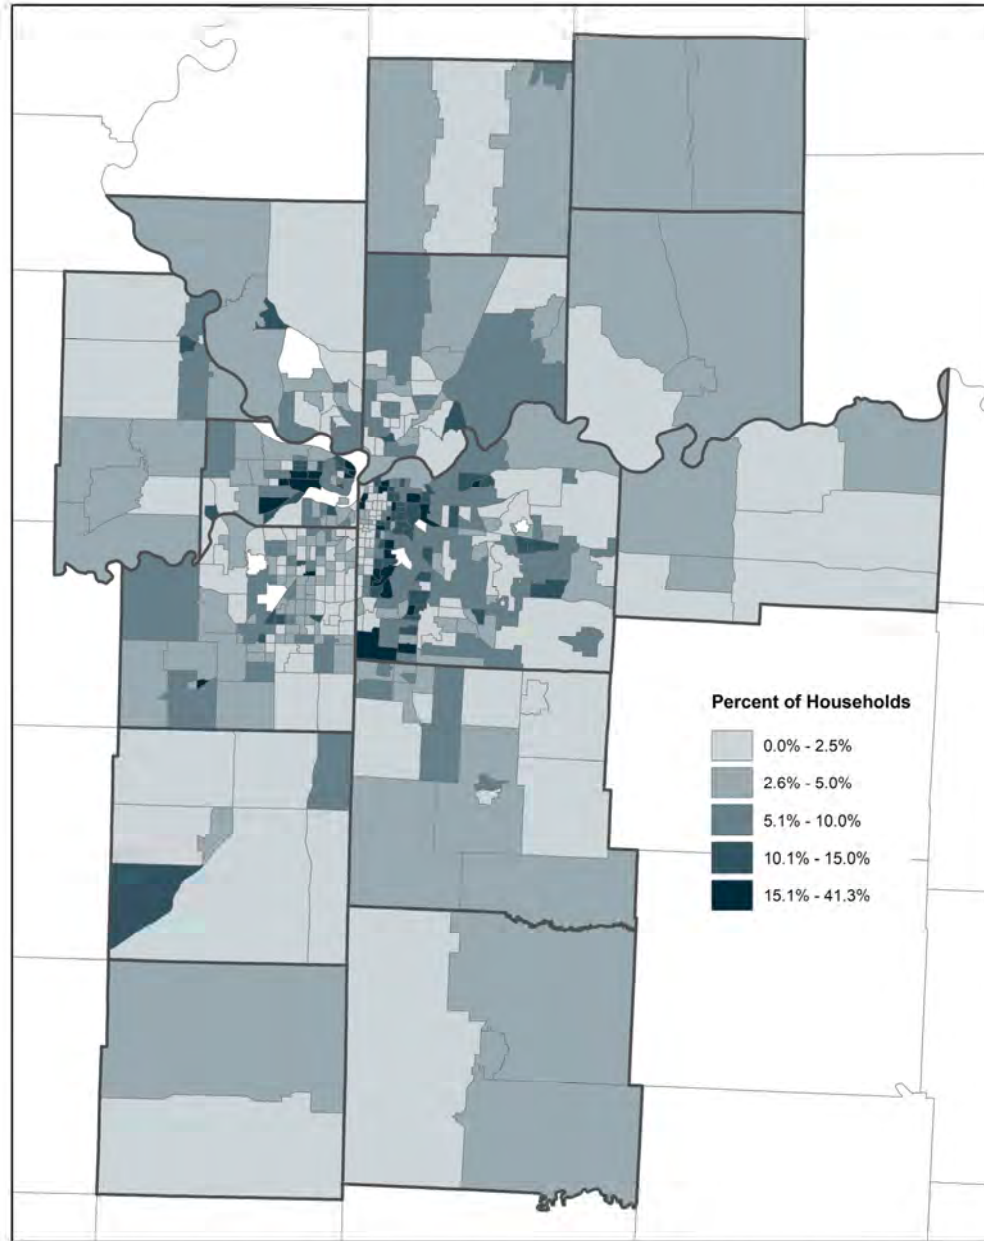 Percent of Households
0.0% - 2.5%
2.6% - 5.0%
5.1% - 10.0%
10.1% - 15.0%
15.1% - 41.3%